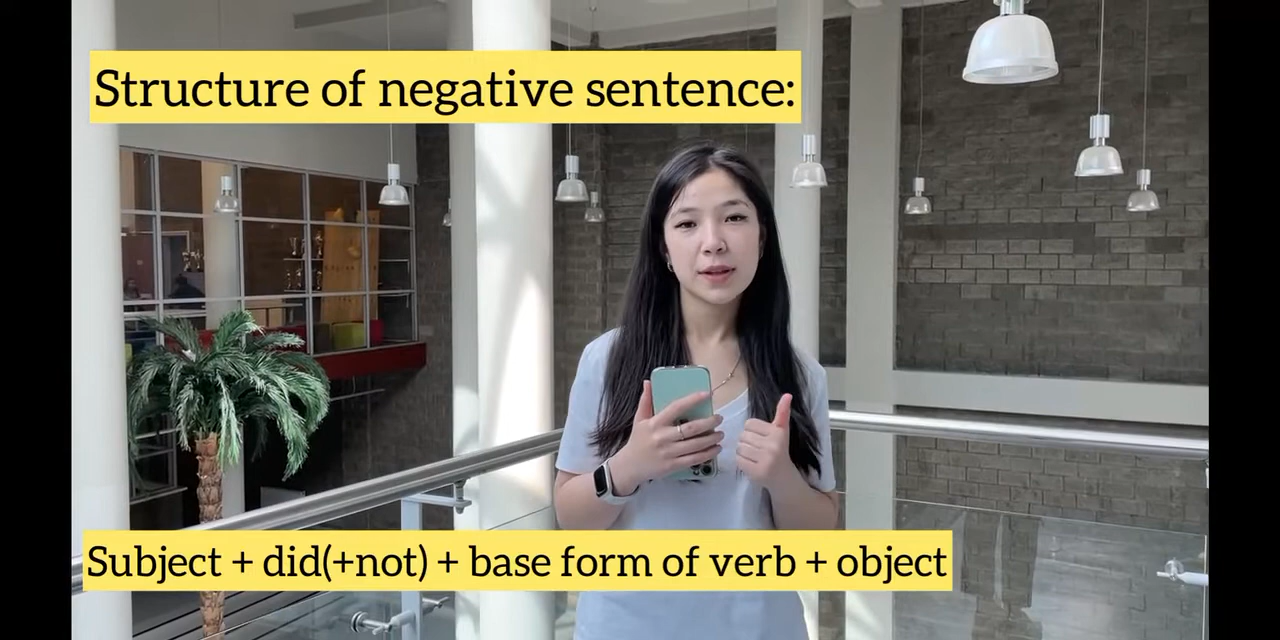 Structure of negative sentence:
Subject + did(+not) + base form of verb + object